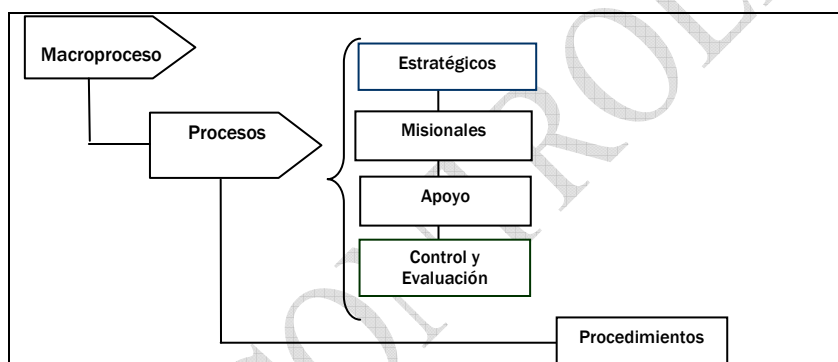 Macroproceso
Estratégicos
Procesos
Misionales
Apoyo
Control y
Evaluación
Procedimientos